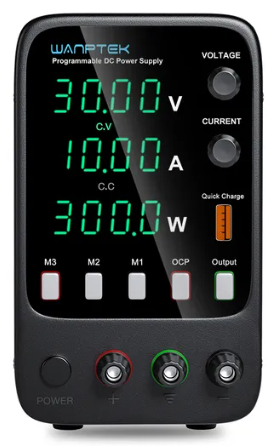 WANPTEK
Programmable DC Power Supply
VOLTAGE
30.00 V
C.V
CURRENT
10.00 A
C.C
Quick Charge
300.0 W
M3 M2 M1 OCP Output
POWER + −